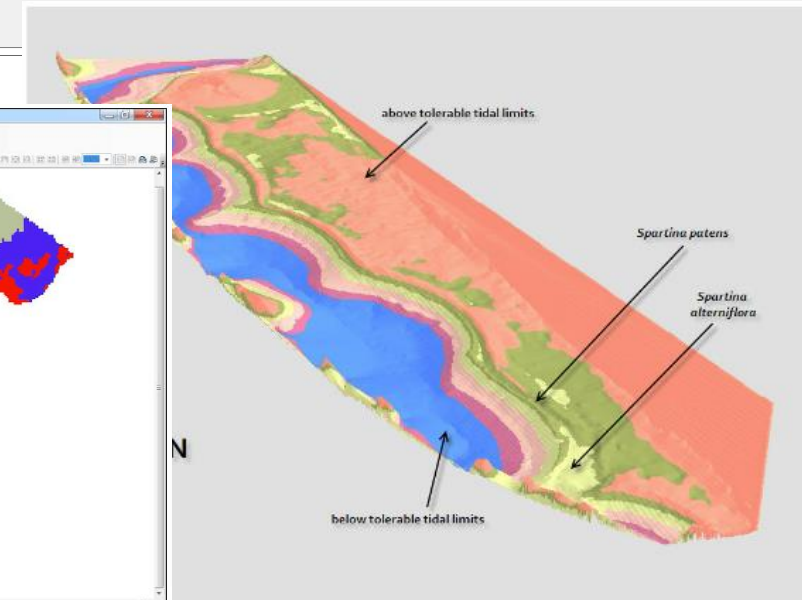 above tolerable tidal limits
Spartina patens
Spartina
alterniflora
N
below tolerable tidal limits